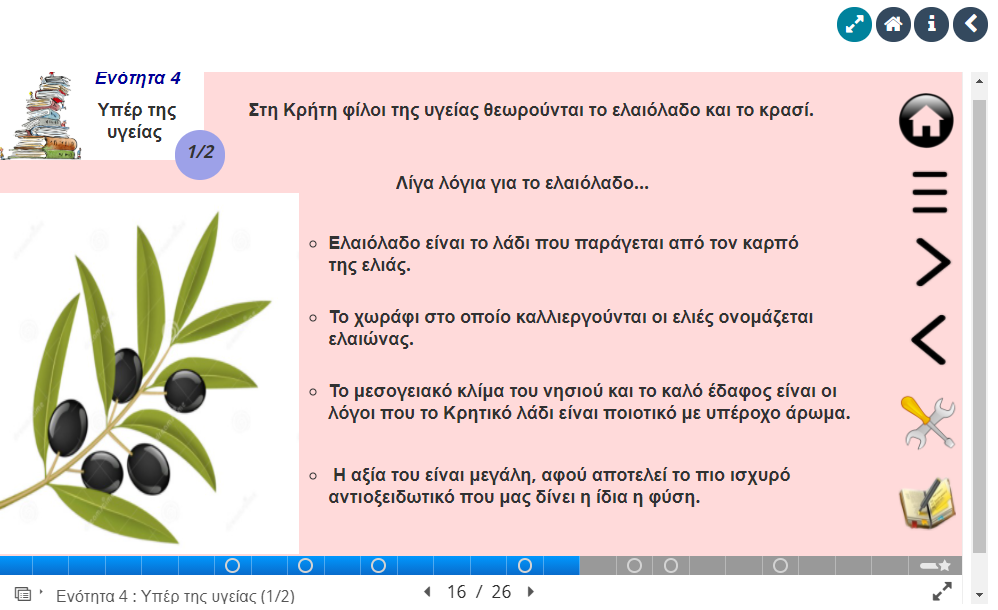 Ενότητα 4
Υπέρ της
υγείας
1/2
Στη Κρήτη φίλοι της υγείας θεωρούνται το ελαιόλαδο και το κρασί.
Λίγα λόγια για το ελαιόλαδο...
Ελαιόλαδο είναι το λάδι που παράγεται από τον καρπό
της ελιάς.
Το χωράφι στο οποίο καλλιεργούνται οι ελιές ονομάζεται
ελαιώνας.
Το μεσογειακό κλίμα του νησιού και το καλό έδαφος είναι οι
λόγοι που το Κρητικό λάδι είναι ποιοτικό με υπέροχο άρωμα.
Η αξία του είναι μεγάλη, αφού αποτελεί το πιο ισχυρό
αντιοξειδωτικό που μας δίνει η ίδια η φύση.
Ενότητα 4 : Υπέρ της υγείας (1/2)
16 / 26